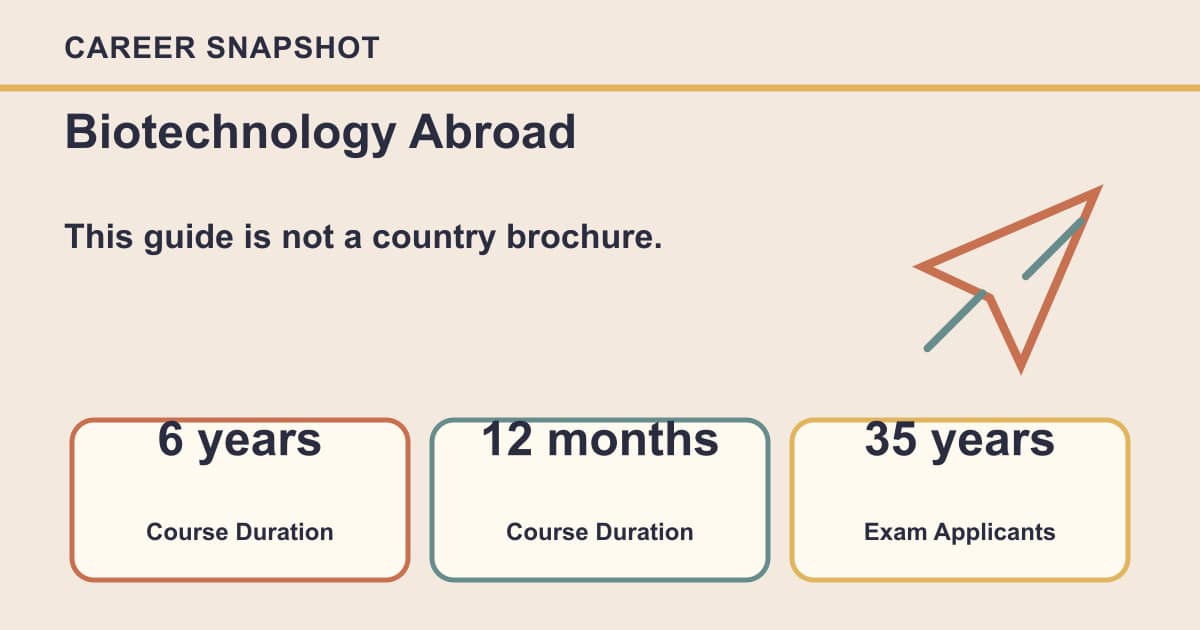 CAREER SNAPSHOT
Biotechnology Abroad
This guide is not a country brochure.
6 years
Course Duration
12 months
Course Duration
35 years
Exam Applicants